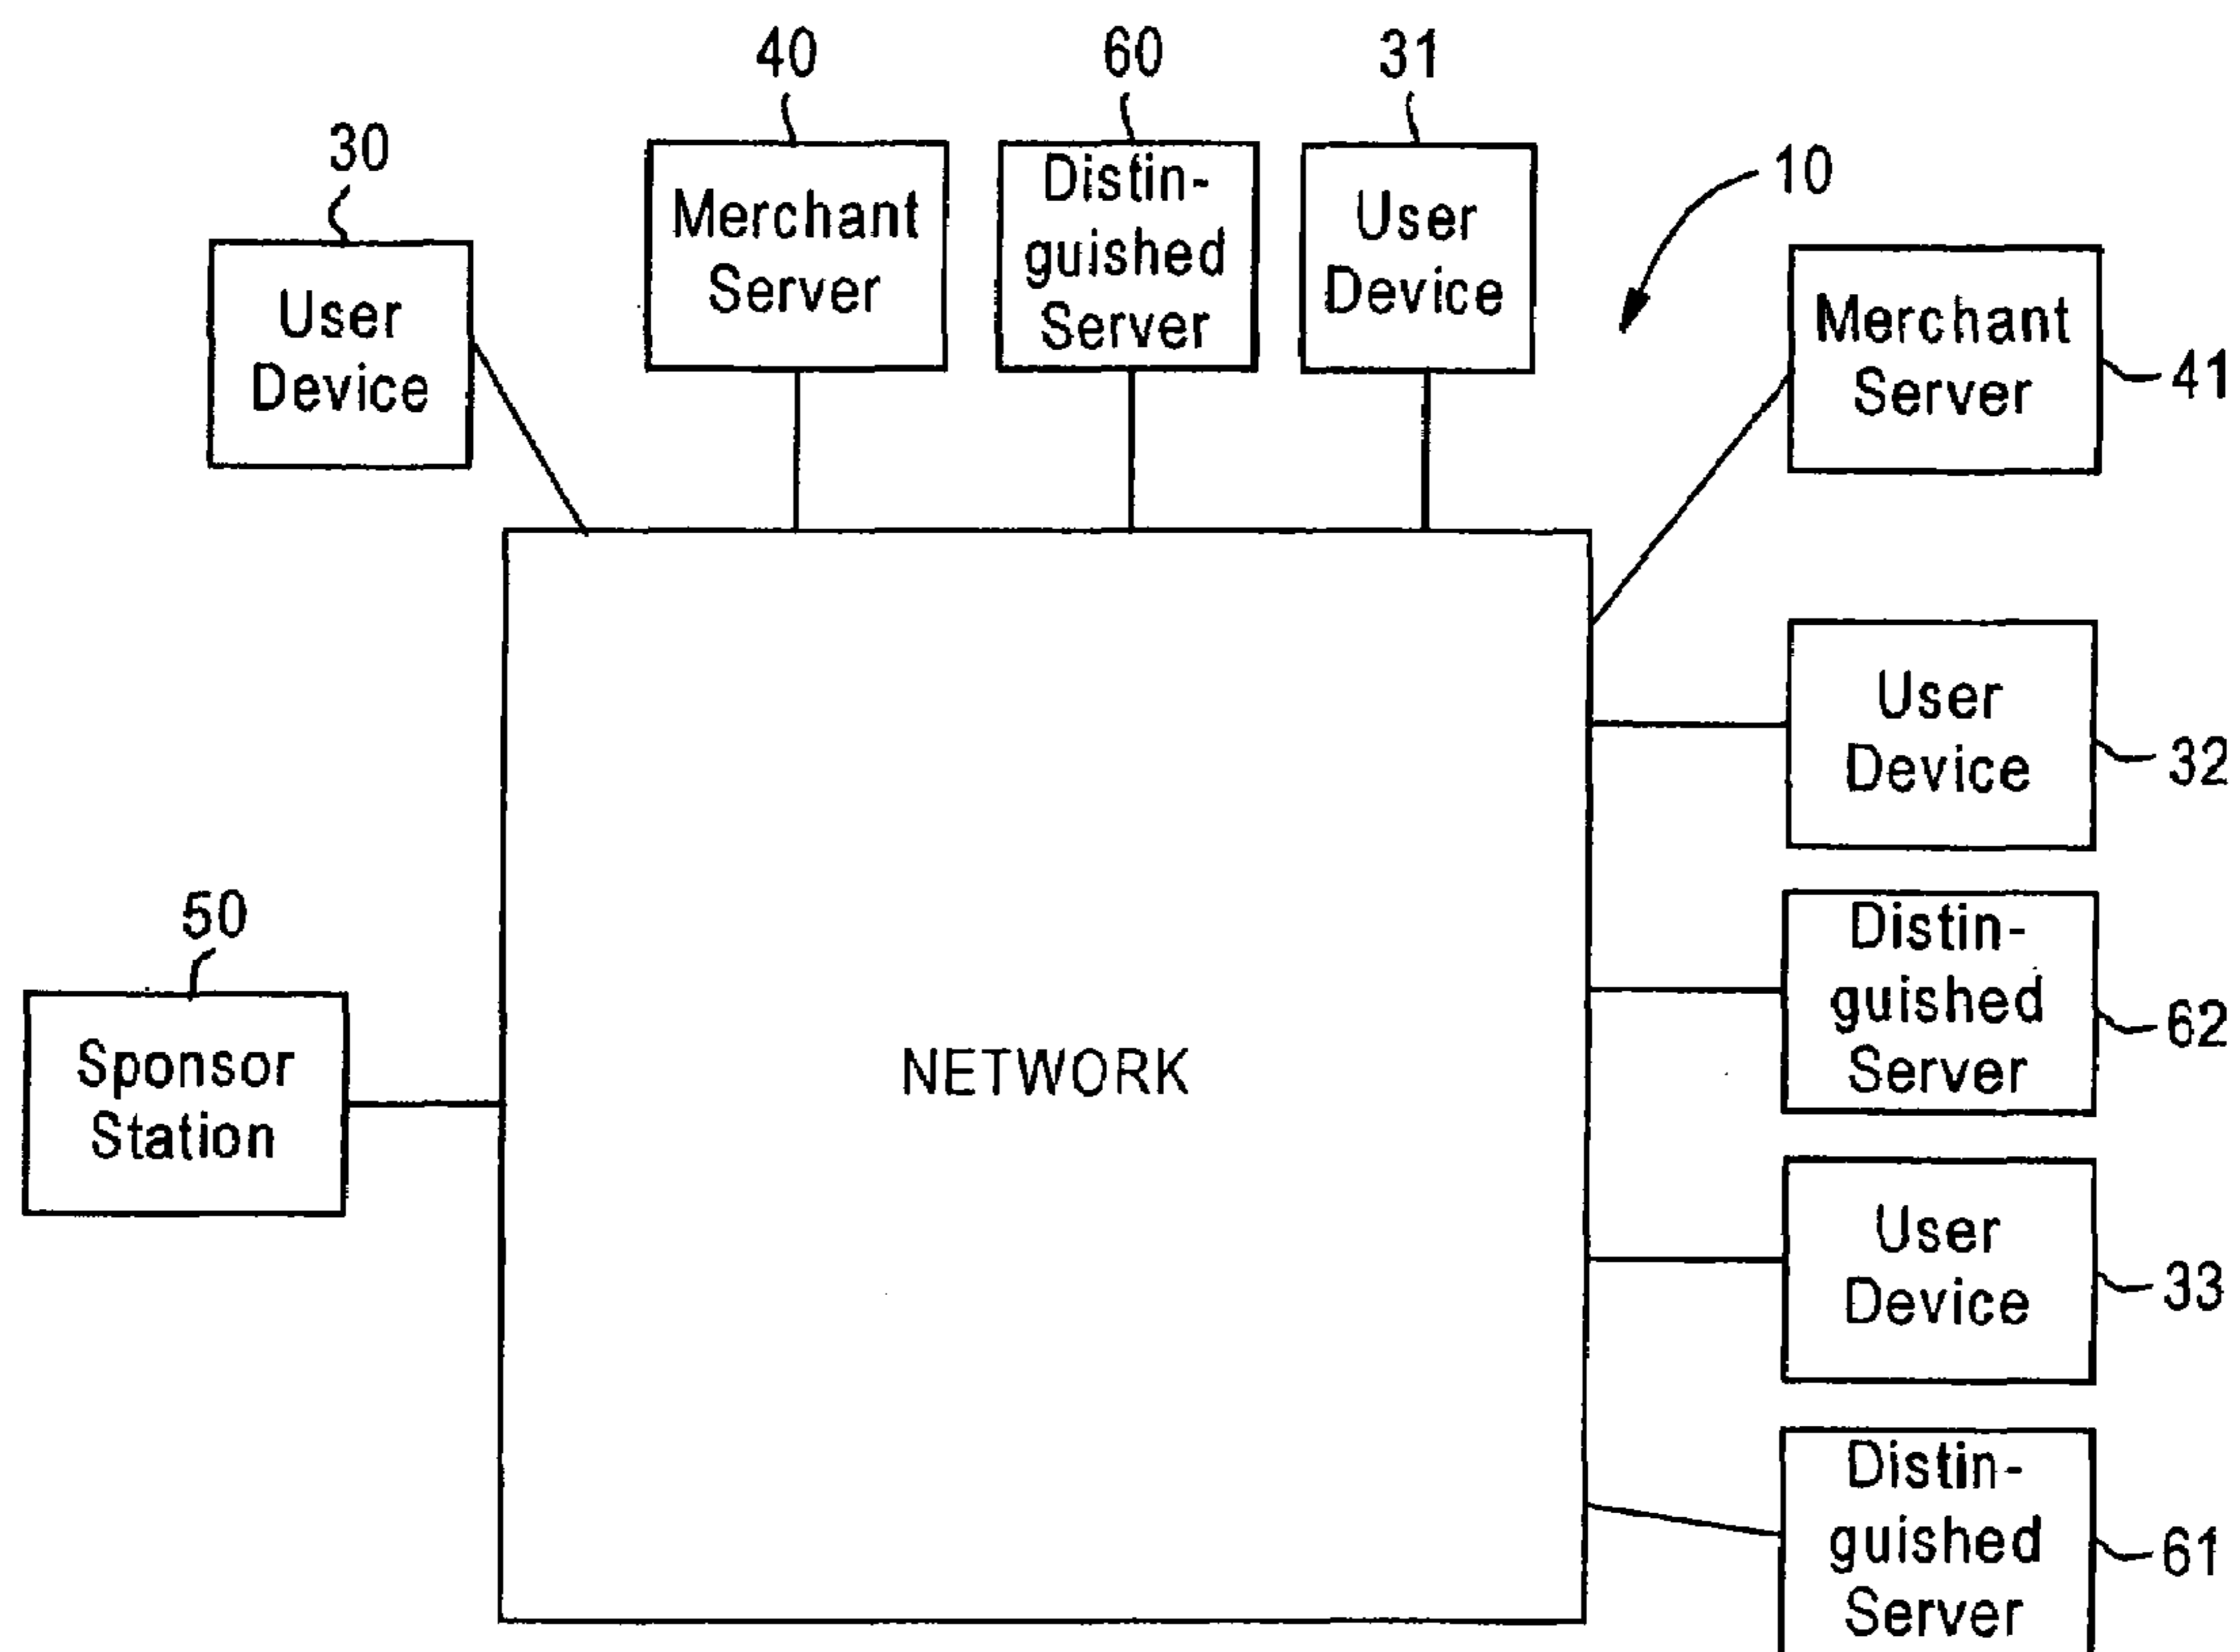 40
60
31
30
Merchant
Server
Distin-
guished
Server
User
Device
10
User
Device
Merchant
Server
41
User
Device
32
50
Distin-
guished
Server
62
Sponsor
Station
NETWORK
User
Device
33
Distin-
guished
Server
61